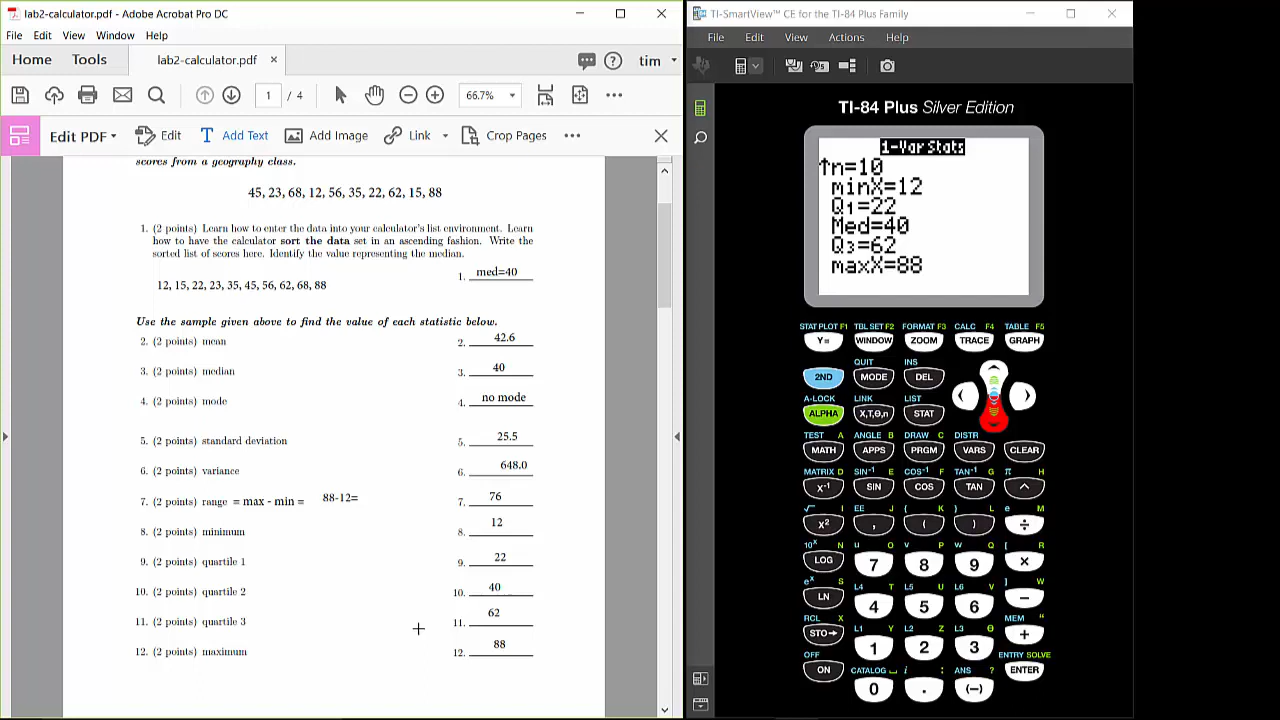 lab2-calculator.pdf - Adobe Acrobat Pro DC
File Edit View Window Help
Home Tools lab2-calculator.pdf × tim
1 / 4 66.7%
Edit PDF Edit Add Text Add Image Link Crop Pages
scores from a geography class.
45, 23, 68, 12, 56, 35, 22, 62, 15, 88
1. (2 points) Learn how to enter the data into your calculator's list environment. Learn
how to have the calculator sort the data set in an ascending fashion. Write the
sorted list of scores here. Identify the value representing the median.
1. med=40
12, 15, 22, 23, 35, 45, 56, 62, 68, 88
Use the sample given above to find the value of each statistic below.
2. (2 points) mean 2. 42.6
3. (2 points) median 3. 40
4. (2 points) mode 4. no mode
5. (2 points) standard deviation 5. 25.5
6. (2 points) variance 6. 648.0
7. (2 points) range = max - min = 88-12= 7. 76
8. (2 points) minimum 8. 12
9. (2 points) quartile 1 9. 22
10. (2 points) quartile 2 10. 40
11. (2 points) quartile 3 11. 62
12. (2 points) maximum 12. 88
TI-SmartView™ CE for the TI-84 Plus Family
File Edit View Actions Help
TI-84 Plus Silver Edition
1-Var Stats
↑n=10
minX=12
Q₁=22
Med=40
Q₃=62
maxX=88
STAT PLOT F1 TBL SET F2 FORMAT F3 CALC F4 TABLE F5
Y= WINDOW ZOOM TRACE GRAPH
QUIT INS
2ND MODE DEL
A-LOCK LINK LIST
ALPHA X,T,Θ,n STAT
TEST A ANGLE B DRAW C DISTR
MATH APPS PRGM VARS CLEAR
MATRIX D SIN⁻¹ E COS⁻¹ F TAN⁻¹ G π H
x⁻¹ SIN COS TAN ^
√ I EE J { K } L e M
x² , ( ) ÷
10ˣ N u O v P w Q [ R
LOG 7 8 9 ×
eˣ S L4 T L5 U L6 V ] W
LN 4 5 6 −
RCL X L1 Y L2 Z L3 Θ MEM "
STO→ 1 2 3 +
OFF CATALOG i : ANS ? ENTRY SOLVE
ON 0 . (−) ENTER